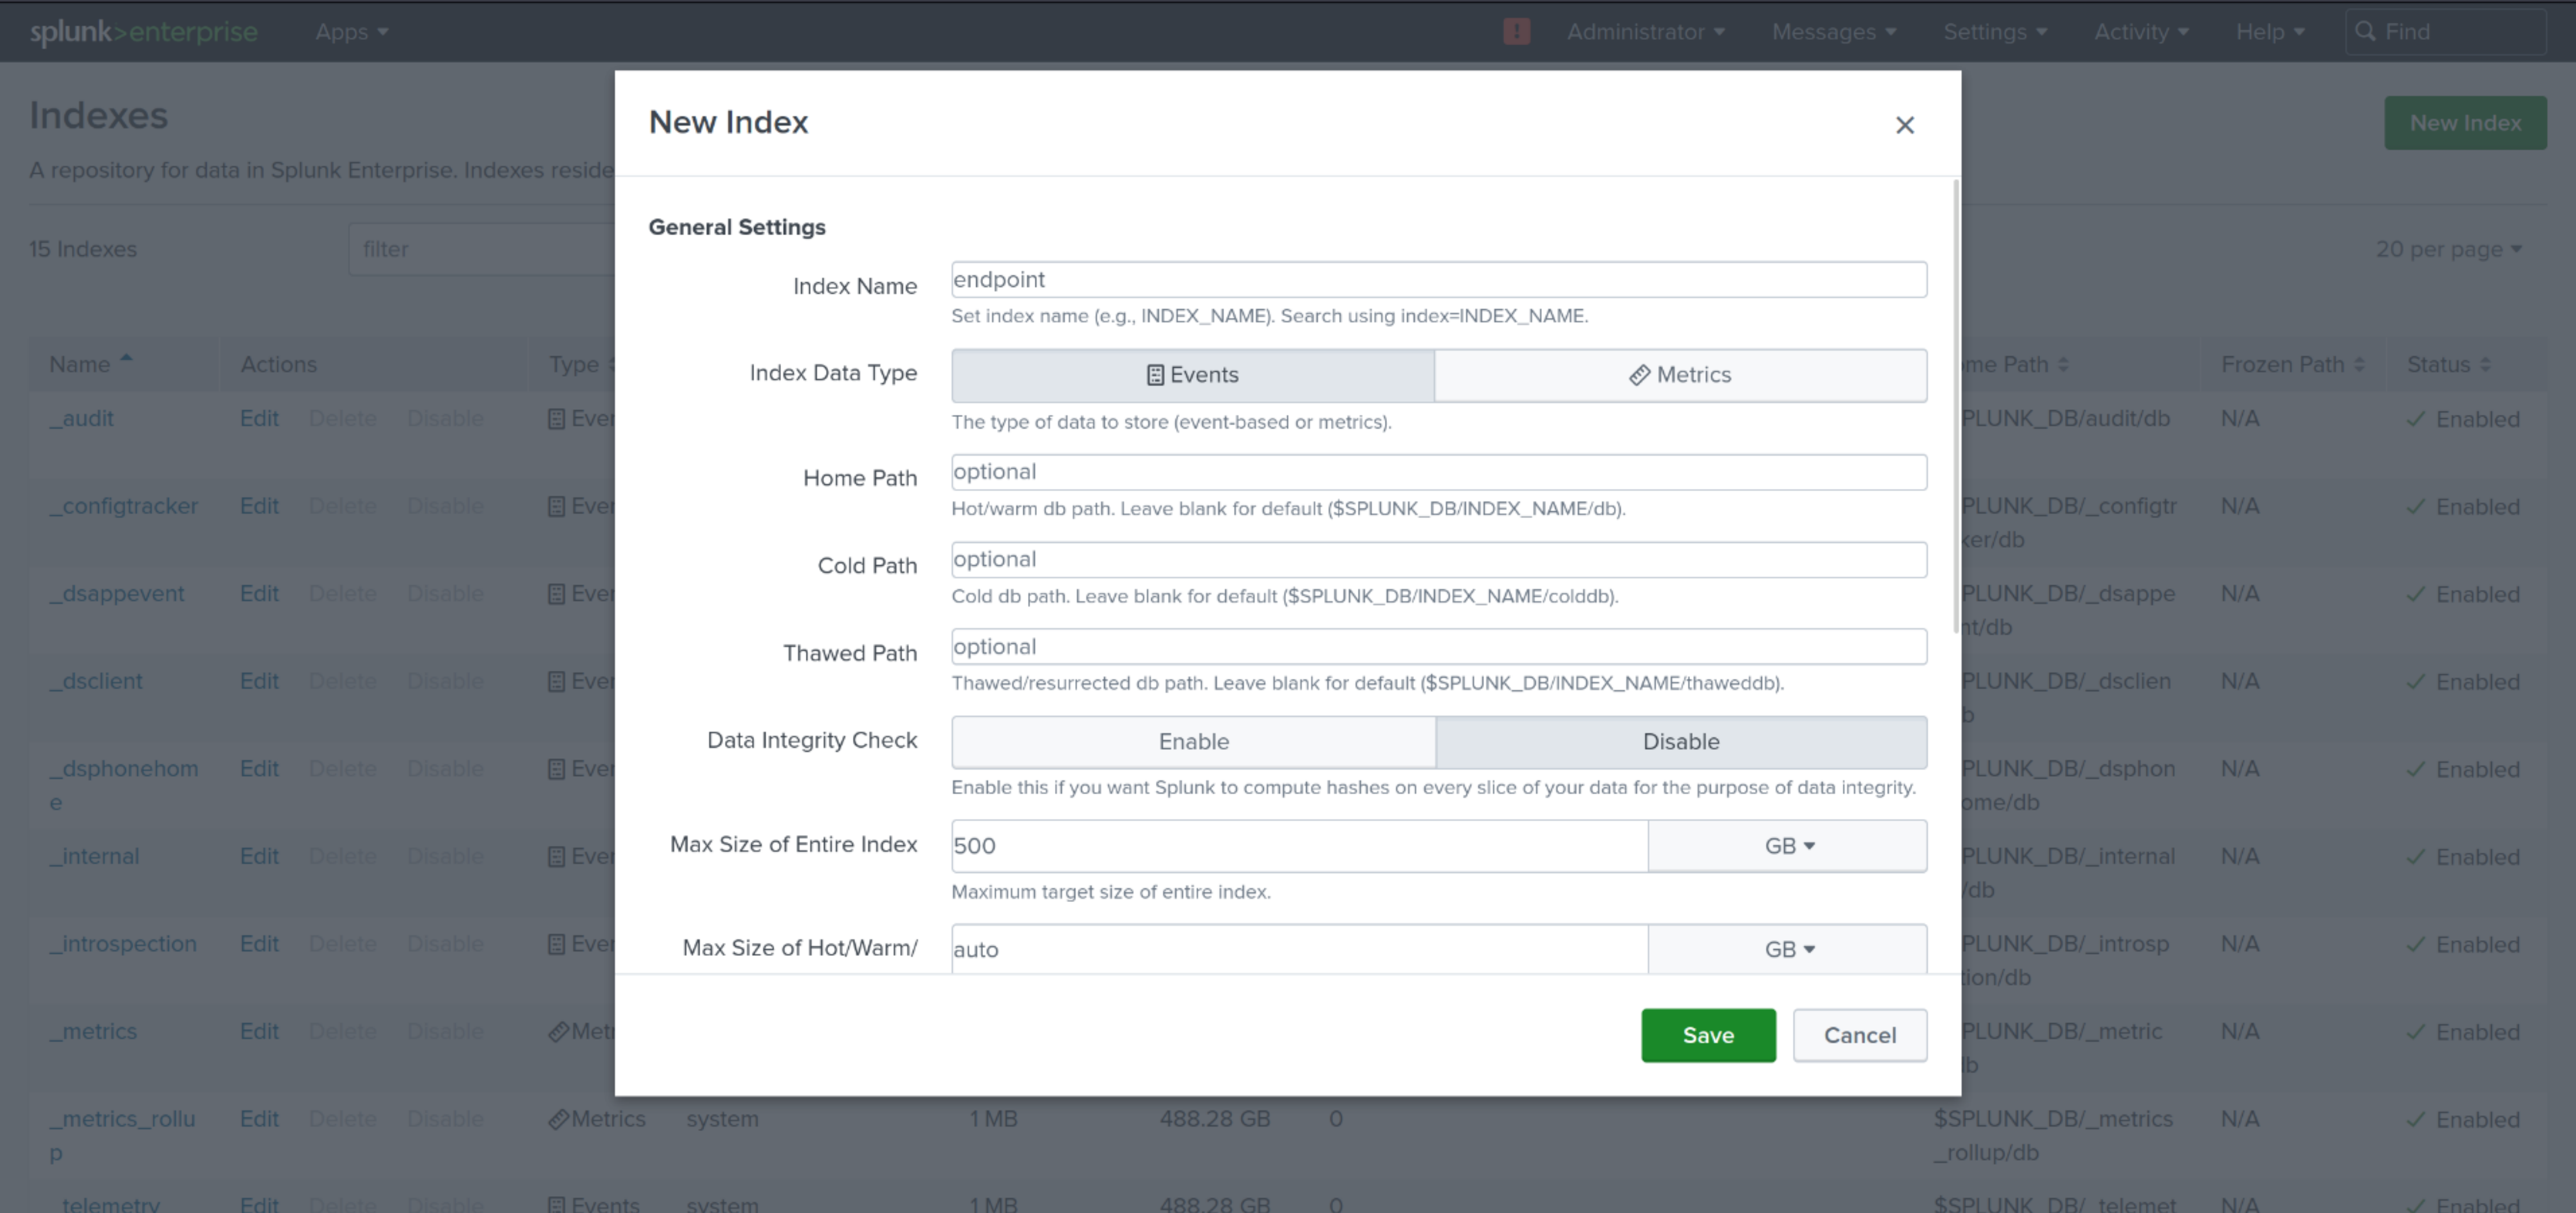 splunk>enterprise Apps Administrator Messages Settings Activity Help Find
Indexes
New Index
A repository for data in Splunk Enterprise. Indexes reside
15 Indexes filter 20 per page
Name Actions Type Path Frozen Path Status
_audit Edit Delete Disable PLUNK_DB/audit/db N/A Enabled
_configtracker Edit Delete Disable PLUNK_DB/_configtr N/A Enabled
ker/db
_dsappevent Edit Delete Disable PLUNK_DB/_dsappe N/A Enabled
nt/db
_dsclient Edit Delete Disable PLUNK_DB/_dsclien N/A Enabled
b
_dsphonehom Edit Delete Disable PLUNK_DB/_dsphon N/A Enabled
e ome/db
_internal Edit Delete Disable PLUNK_DB/_internal N/A Enabled
/db
_introspection Edit Delete Disable PLUNK_DB/_introsp N/A Enabled
tion/db
_metrics Edit Delete Disable PLUNK_DB/_metric N/A Enabled
_metrics_rollu Edit Delete Disable Metrics system 1 MB 488.28 GB 0 $SPLUNK_DB/_metrics N/A Enabled
p _rollup/db
_telemetry Edit Delete Disable Events system 1 MB 488.28 GB 0 $SPLUNK_DB/_telemet N/A Enabled
New Index
General Settings
Index Name endpoint
Set index name (e.g., INDEX_NAME). Search using index=INDEX_NAME.
Index Data Type Events Metrics
The type of data to store (event-based or metrics).
Home Path optional
Hot/warm db path. Leave blank for default ($SPLUNK_DB/INDEX_NAME/db).
Cold Path optional
Cold db path. Leave blank for default ($SPLUNK_DB/INDEX_NAME/colddb).
Thawed Path optional
Thawed/resurrected db path. Leave blank for default ($SPLUNK_DB/INDEX_NAME/thaweddb).
Data Integrity Check Enable Disable
Enable this if you want Splunk to compute hashes on every slice of your data for the purpose of data integrity.
Max Size of Entire Index 500 GB
Maximum target size of entire index.
Max Size of Hot/Warm/ auto GB
Save Cancel